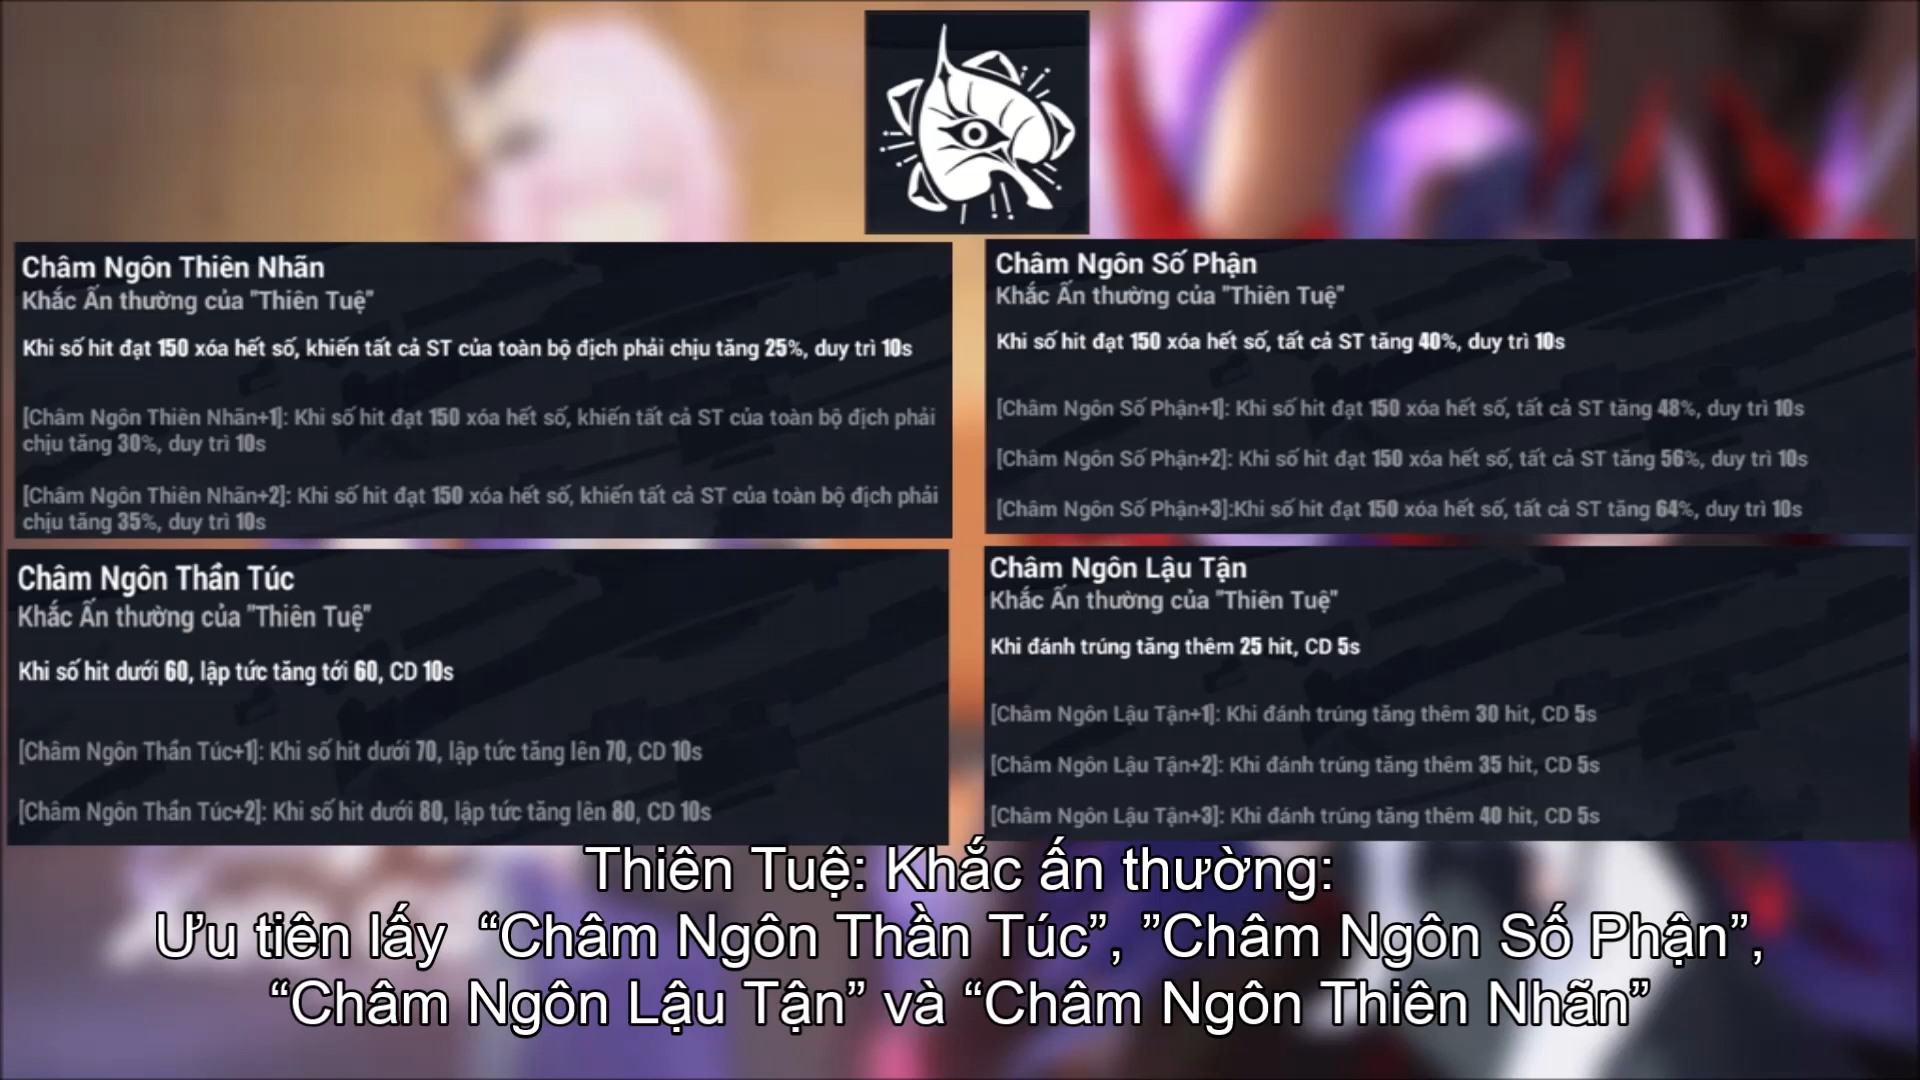 Châm Ngôn Thiên Nhãn
Khắc Ấn thường của "Thiên Tuệ"
Khi số hit đạt 150 xóa hết số, khiến tất cả ST của toàn bộ địch phải chịu tăng 25%, duy trì 10s
[Châm Ngôn Thiên Nhãn+1]: Khi số hit đạt 150 xóa hết số, khiến tất cả ST của toàn bộ địch phải
chịu tăng 30%, duy trì 10s
[Châm Ngôn Thiên Nhãn+2]: Khi số hit đạt 150 xóa hết số, khiến tất cả ST của toàn bộ địch phải
chịu tăng 35%, duy trì 10s
Châm Ngôn Số Phận
Khắc Ấn thường của "Thiên Tuệ"
Khi số hit đạt 150 xóa hết số, tất cả ST tăng 40%, duy trì 10s
[Châm Ngôn Số Phận+1]: Khi số hit đạt 150 xóa hết số, tất cả ST tăng 48%, duy trì 10s
[Châm Ngôn Số Phận+2]: Khi số hit đạt 150 xóa hết số, tất cả ST tăng 56%, duy trì 10s
[Châm Ngôn Số Phận+3]:Khi số hit đạt 150 xóa hết số, tất cả ST tăng 64%, duy trì 10s
Châm Ngôn Thần Túc
Khắc Ấn thường của "Thiên Tuệ"
Khi số hit dưới 60, lập tức tăng tới 60, CD 10s
[Châm Ngôn Thần Túc+1]: Khi số hit dưới 70, lập tức tăng lên 70, CD 10s
[Châm Ngôn Thần Túc+2]: Khi số hit dưới 80, lập tức tăng lên 80, CD 10s
Châm Ngôn Lậu Tận
Khắc Ấn thường của "Thiên Tuệ"
Khi đánh trúng tăng thêm 25 hit, CD 5s
[Châm Ngôn Lậu Tận+1]: Khi đánh trúng tăng thêm 30 hit, CD 5s
[Châm Ngôn Lậu Tận+2]: Khi đánh trúng tăng thêm 35 hit, CD 5s
[Châm Ngôn Lậu Tận+3]: Khi đánh trúng tăng thêm 40 hit, CD 5s
Thiên Tuệ: Khắc ấn thường:
Ưu tiên lấy  “Châm Ngôn Thần Túc”, ”Châm Ngôn Số Phận”,
“Châm Ngôn Lậu Tận” và “Châm Ngôn Thiên Nhãn”